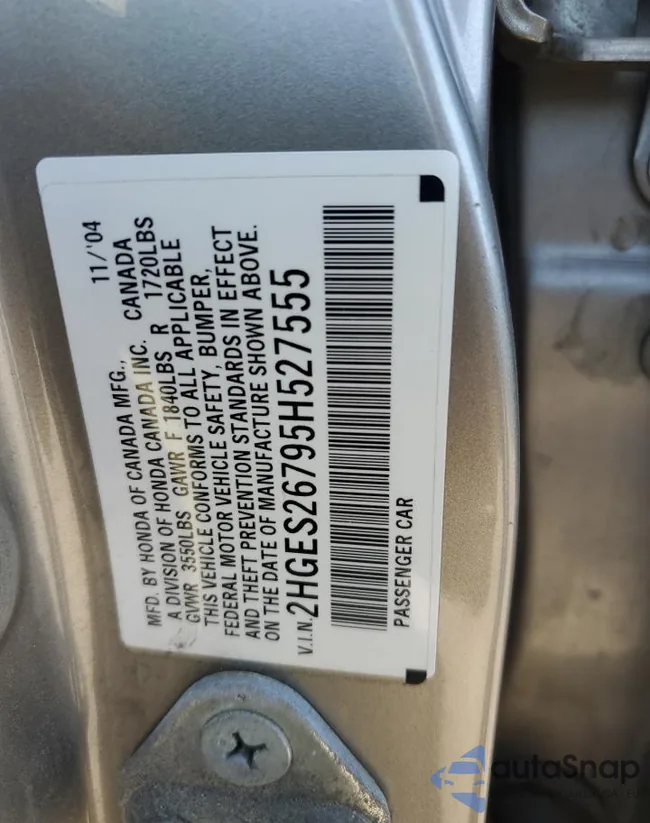 MFD. BY HONDA OF CANADA MFG., 11/'04
A DIVISION OF HONDA CANADA INC. CANADA
GVWR 3550LBS GAWR F 1840LBS R 1720LBS
THIS VEHICLE CONFORMS TO ALL APPLICABLE
FEDERAL MOTOR VEHICLE SAFETY, BUMPER,
AND THEFT PREVENTION STANDARDS IN EFFECT
ON THE DATE OF MANUFACTURE SHOWN ABOVE.
V.I.N. 2HGES26795H527555
PASSENGER CAR
autoSnap